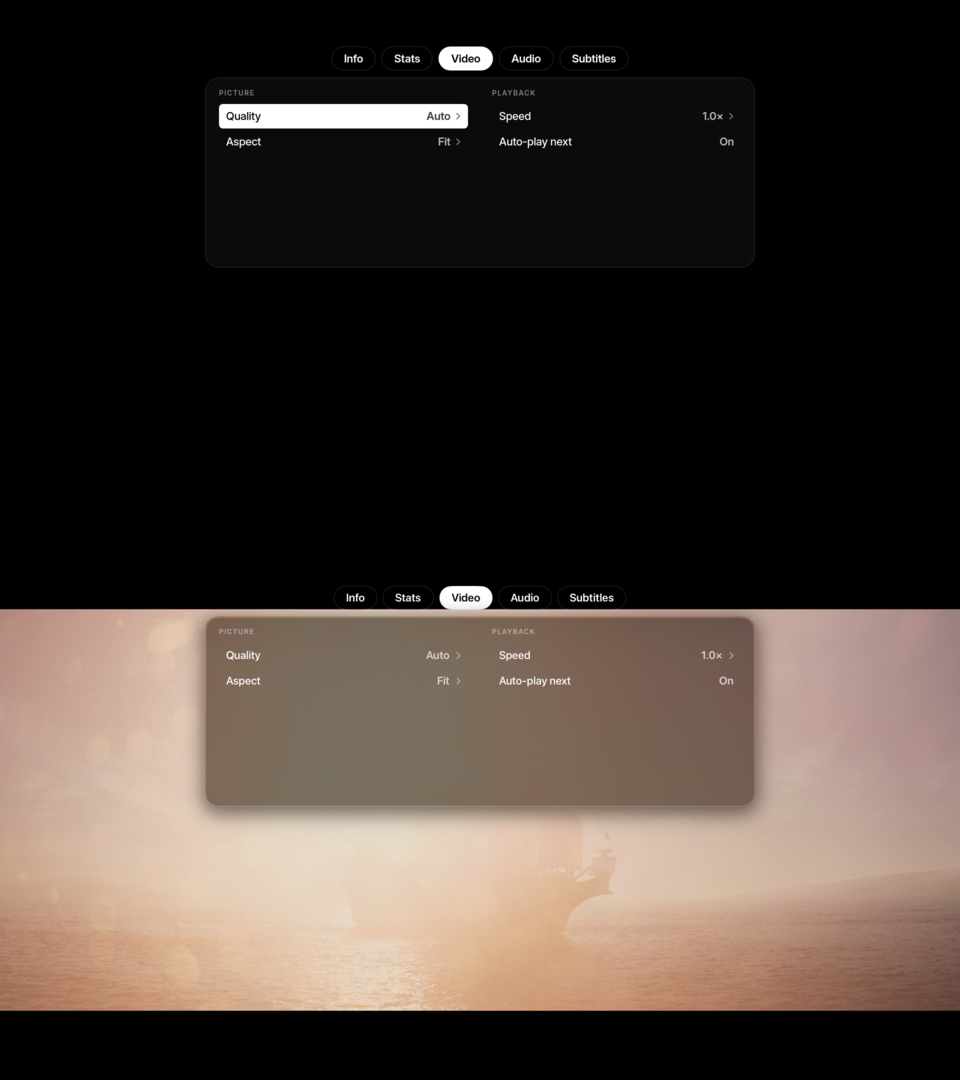 Info Stats Video Audio Subtitles
PICTURE PLAYBACK
Quality Auto Speed 1.0×
Aspect Fit Auto-play next On
Info Stats Video Audio Subtitles
PICTURE PLAYBACK
Quality Auto Speed 1.0×
Aspect Fit Auto-play next On